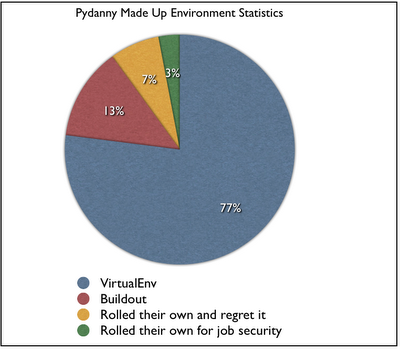 Pydanny Made Up Environment Statistics
3%
7%
13%
77%
VirtualEnv
Buildout
Rolled their own and regret it
Rolled their own for job security